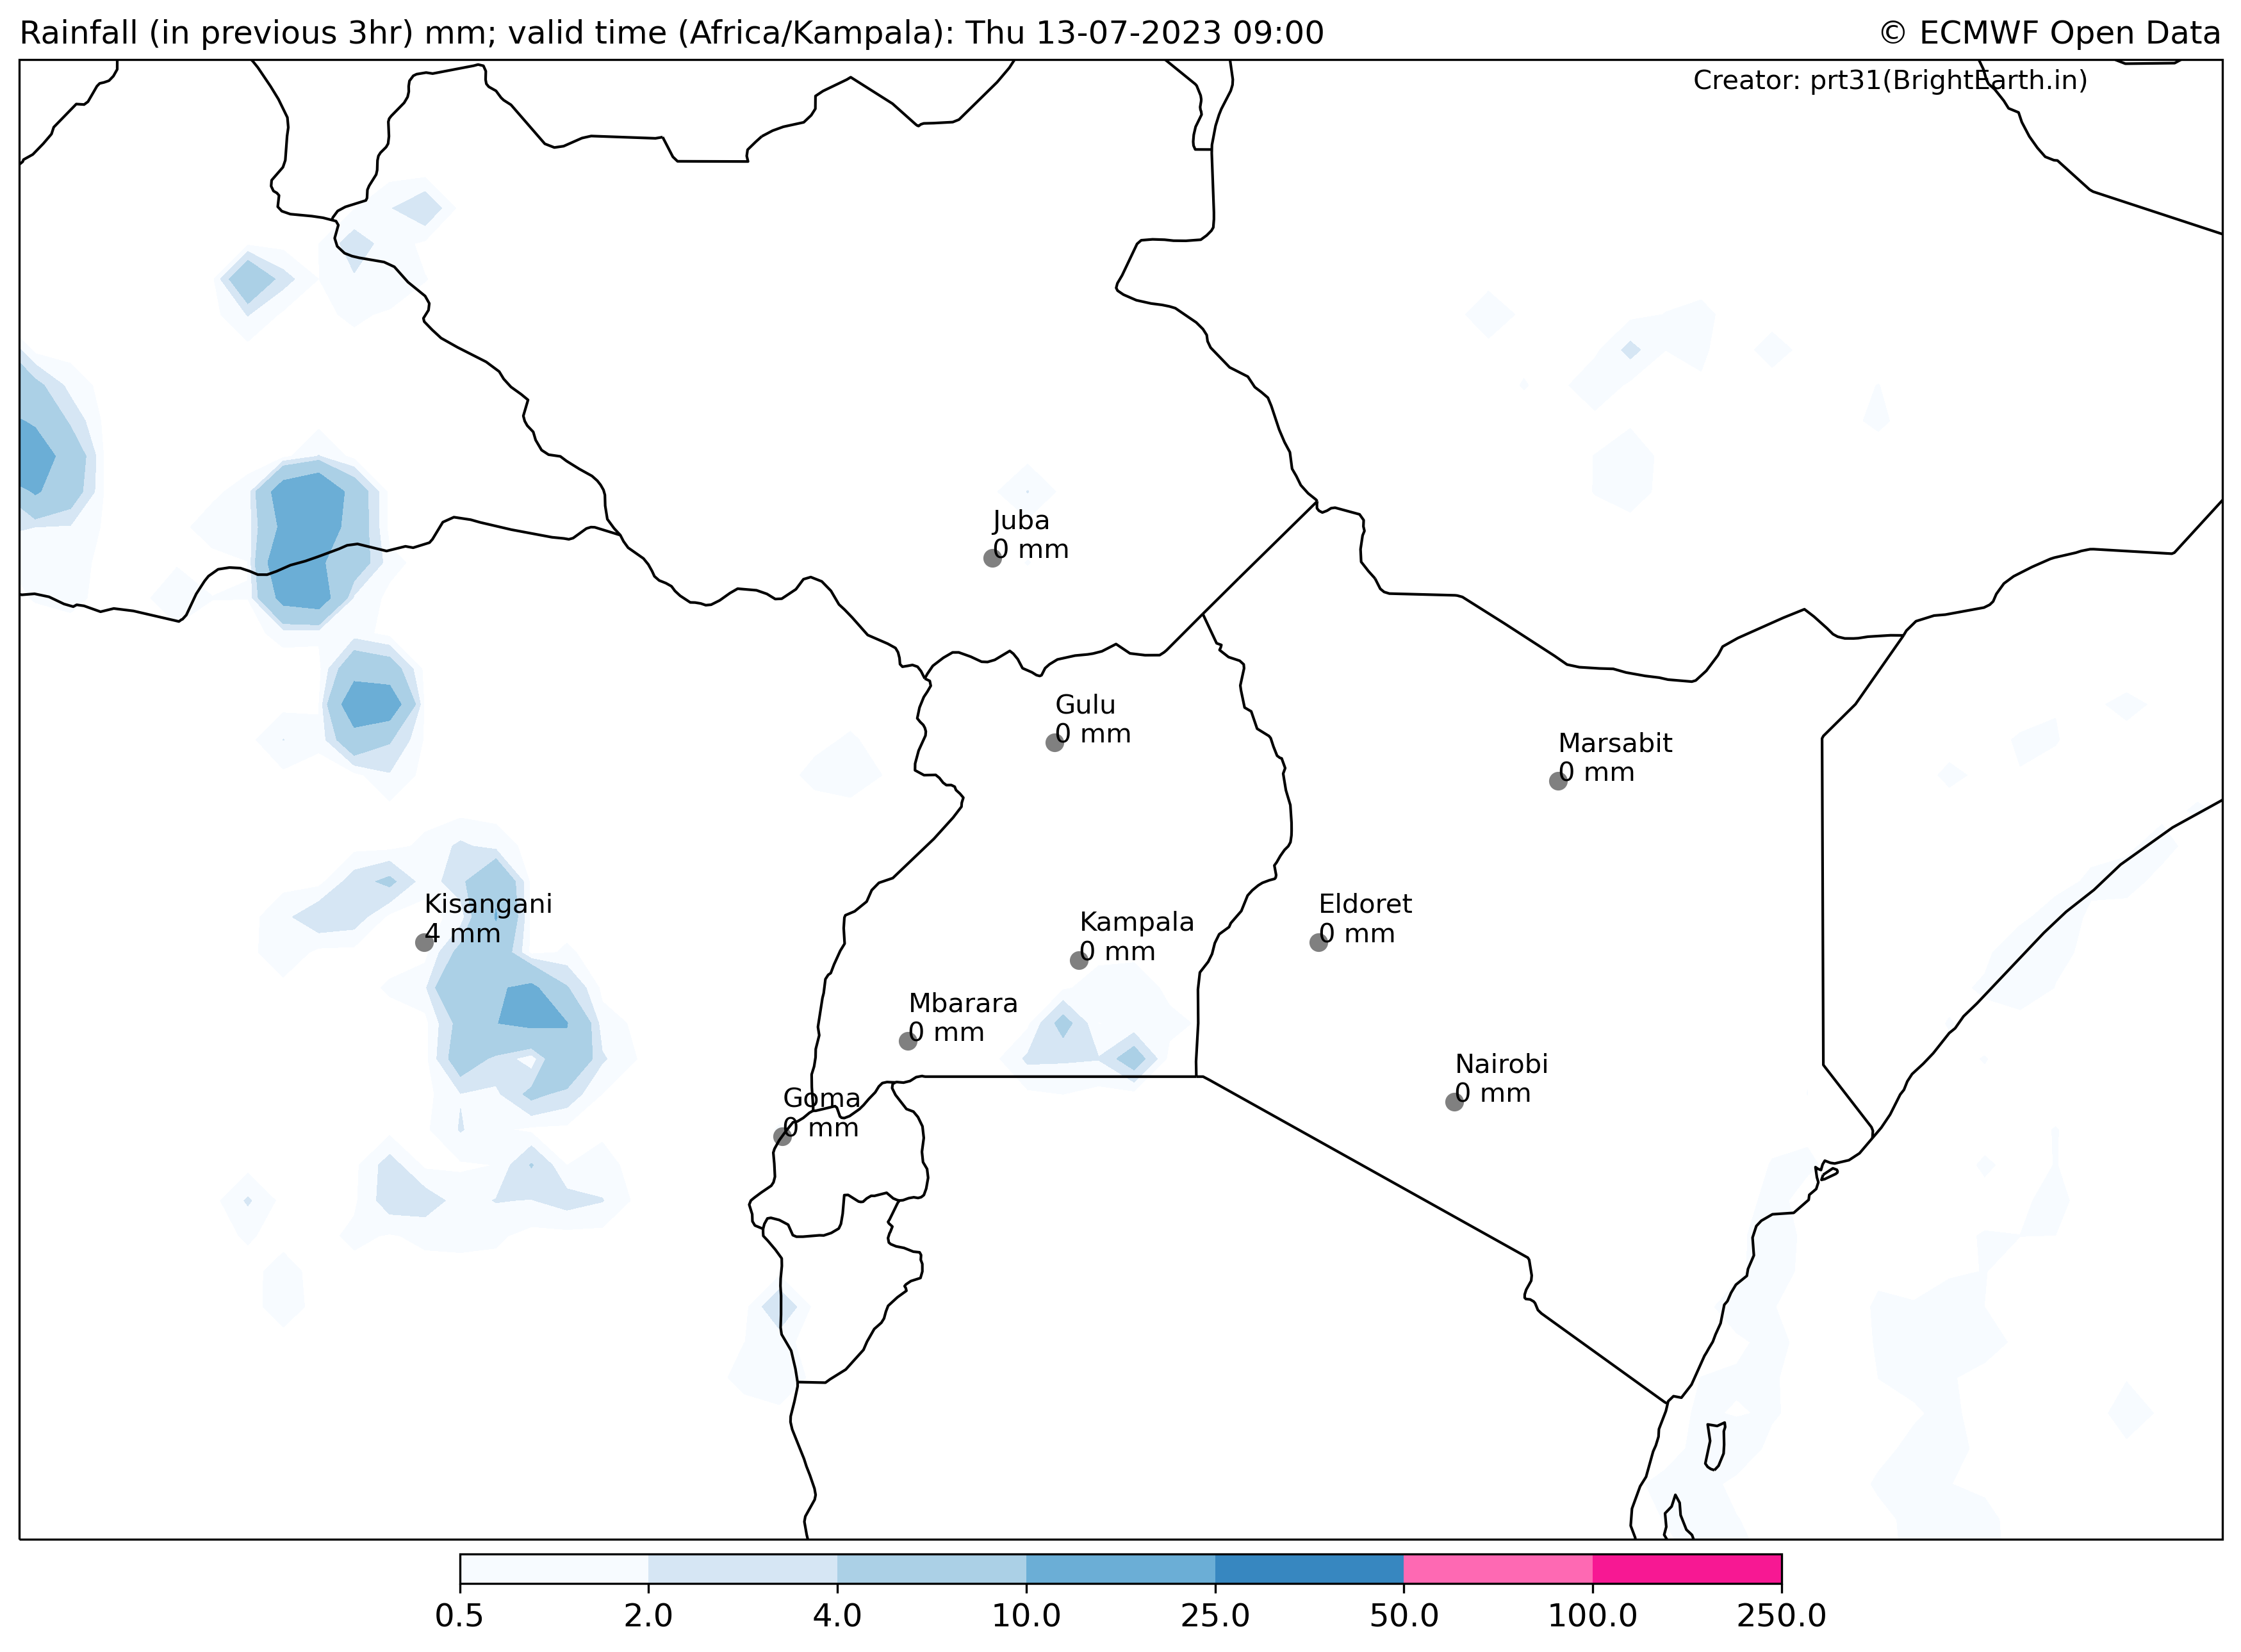 Rainfall (in previous 3hr) mm; valid time (Africa/Kampala): Thu 13-07-2023 09:00
© ECMWF Open Data
Creator: prt31(BrightEarth.in)
Juba
0 mm
Gulu
0 mm
Marsabit
0 mm
Kisangani
4 mm
Eldoret
0 mm
Kampala
0 mm
Mbarara
0 mm
Nairobi
0 mm
Goma
0 mm
0.5 2.0 4.0 10.0 25.0 50.0 100.0 250.0